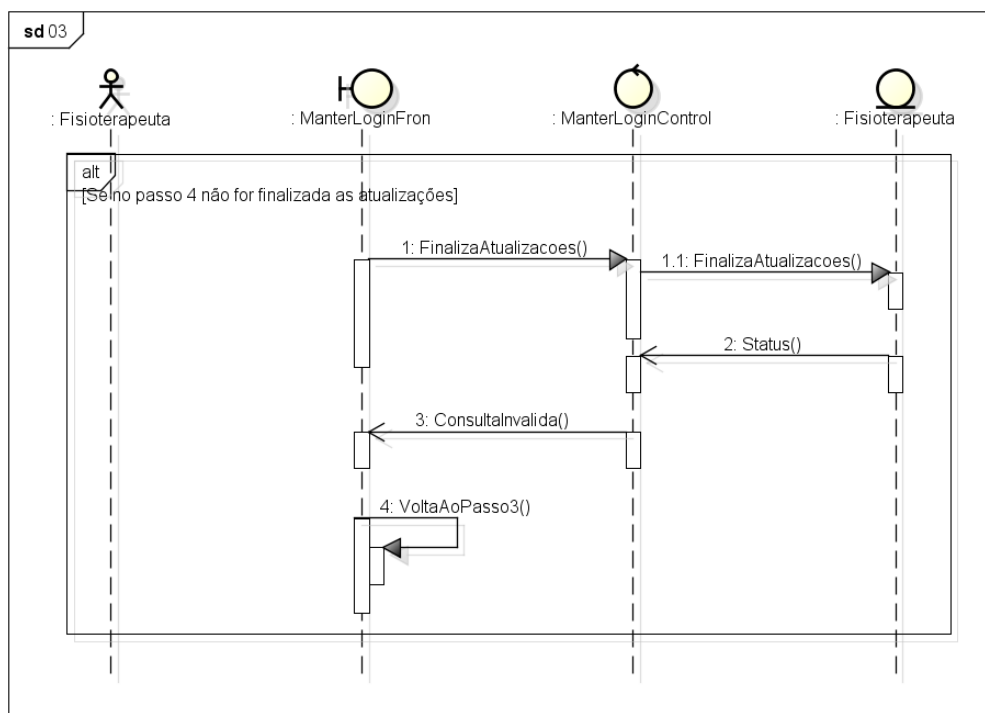 sd 03
: Fisioterapeuta
: ManterLoginFron
: ManterLoginControl
: Fisioterapeuta
alt
[Se no passo 4 não for finalizada as atualizações]
1: FinalizaAtualizacoes()
1.1: FinalizaAtualizacoes()
2: Status()
3: ConsultaInvalida()
4: VoltaAoPasso3()